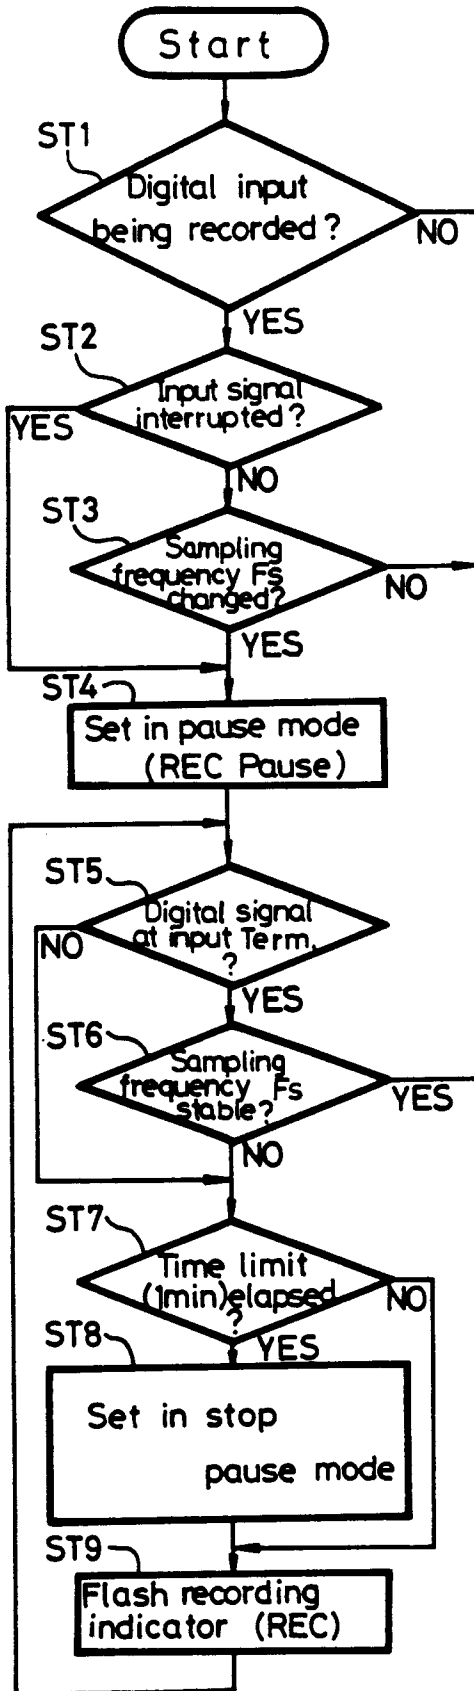 Start
ST1
Digital input
being recorded?
NO
YES
ST2
Input signal
interrupted?
YES
NO
ST3
Sampling
frequency Fs
changed?
NO
YES
ST4
Set in pause mode
(REC Pause)
ST5
Digital signal
at input Term.
?
NO
YES
ST6
Sampling
frequency Fs
stable?
YES
NO
ST7
Time limit
(1min)elapsed
?
NO
YES
ST8
Set in stop
pause mode
ST9
Flash recording
indicator (REC)